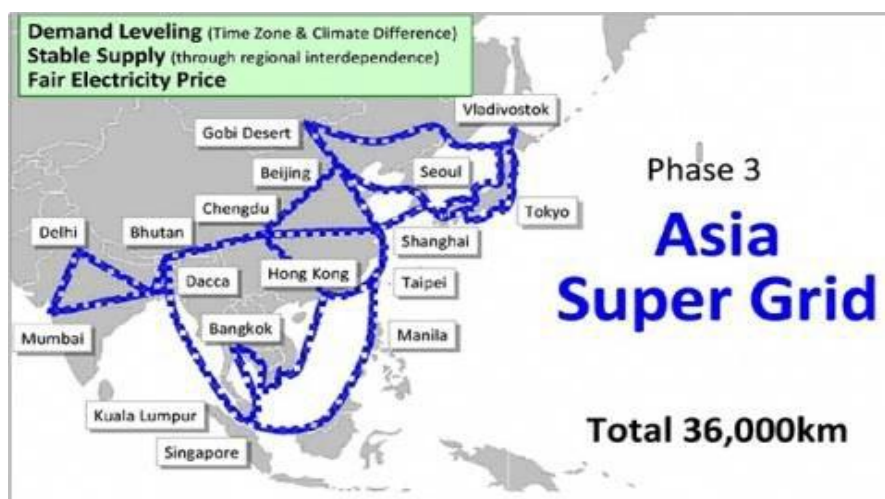 Demand Leveling (Time Zone & Climate Difference)
Stable Supply (through regional interdependence)
Fair Electricity Price
Vladivostok
Gobi Desert
Phase 3
Beijing
Seoul
Chengdu
Tokyo
Delhi
Bhutan
Shanghai
Asia
Super Grid
Dacca
Hong Kong
Taipei
Mumbai
Bangkok
Manila
Kuala Lumpur
Total 36,000km
Singapore